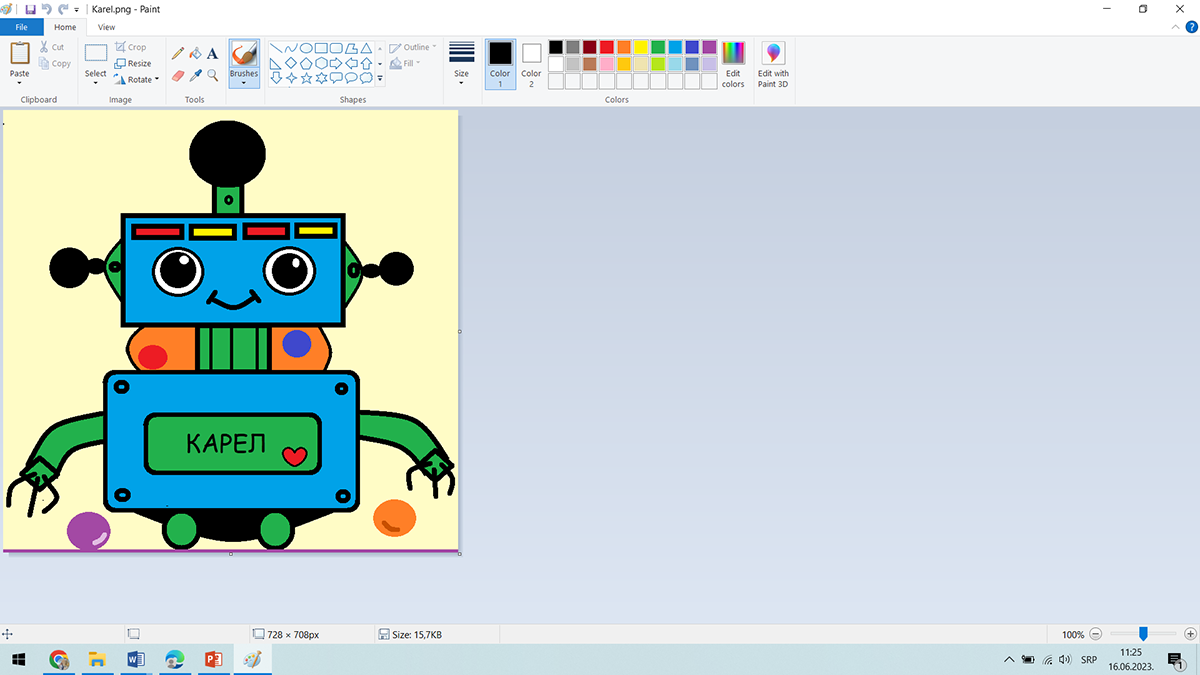 Karel.png - Paint
File Home View
Paste
Cut
Copy
Clipboard
Select
Crop
Resize
Rotate
Image
A
Tools
Brushes
Outline
Fill
Shapes
Size
Color
1
Color
2
Edit
colors
Colors
Edit with
Paint 3D
КАРЕЛ
728 × 708px
Size: 15,7KB
100%
SRP
11:25
16.06.2023.
1